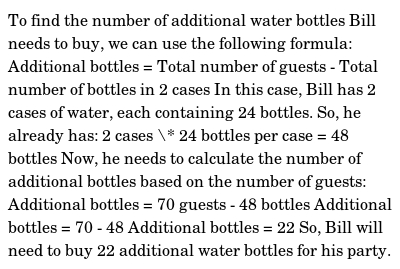 To find the number of additional water bottles Bill
needs to buy, we can use the following formula:
Additional bottles = Total number of guests - Total
number of bottles in 2 cases In this case, Bill has 2
cases of water, each containing 24 bottles. So, he
already has: 2 cases \* 24 bottles per case = 48
bottles Now, he needs to calculate the number of
additional bottles based on the number of guests:
Additional bottles = 70 guests - 48 bottles Additional
bottles = 70 - 48 Additional bottles = 22 So, Bill will
need to buy 22 additional water bottles for his party.